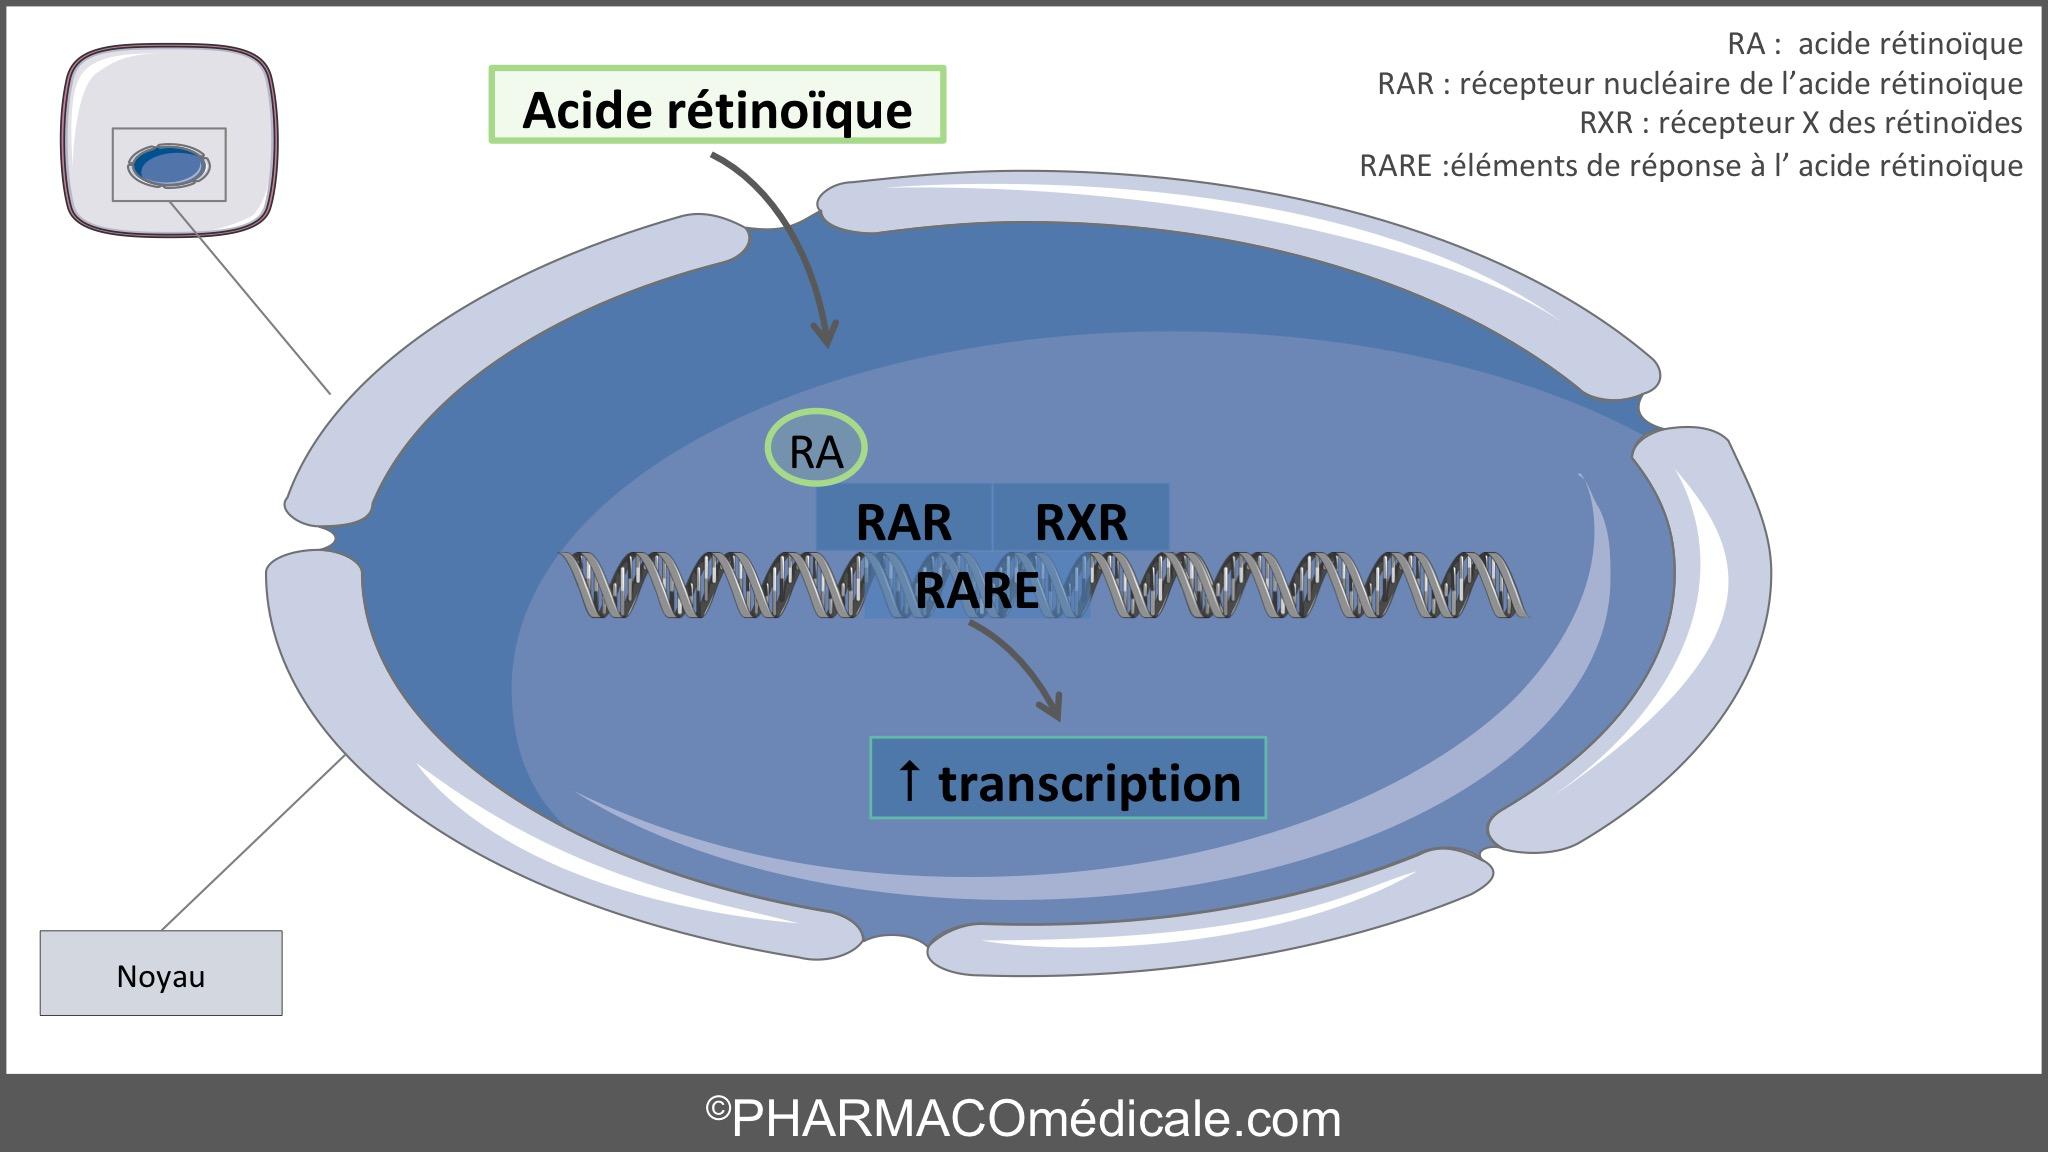 RA :  acide rétinoïque
RAR : récepteur nucléaire de l’acide rétinoïque
RXR : récepteur X des rétinoïdes
RARE :éléments de réponse à l’ acide rétinoïque
Acide rétinoïque
RA
RAR RXR
RARE
↑ transcription
Noyau
©PHARMACOmédicale.com